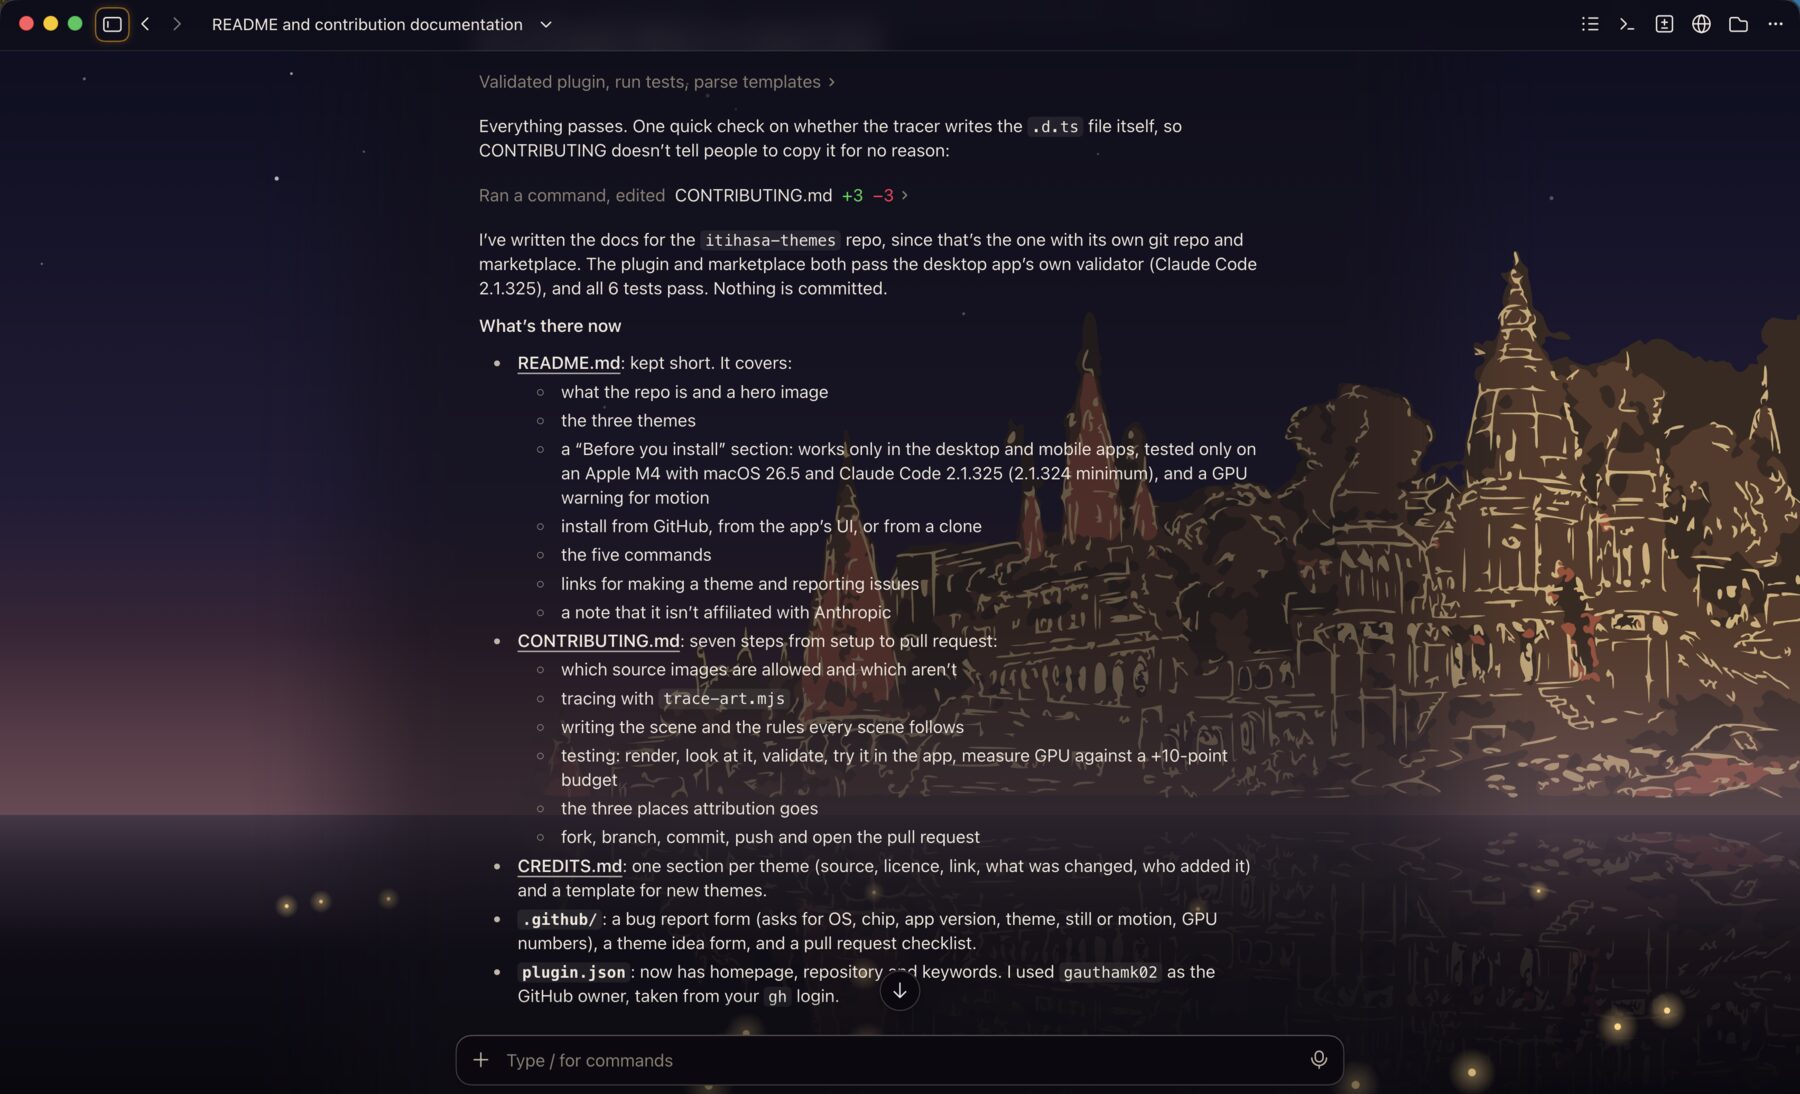 README and contribution documentation
Validated plugin, run tests, parse templates
Everything passes. One quick check on whether the tracer writes the .d.ts file itself, so
CONTRIBUTING doesn’t tell people to copy it for no reason:
Ran a command, edited CONTRIBUTING.md +3 −3
I’ve written the docs for the itihasa-themes repo, since that’s the one with its own git repo and
marketplace. The plugin and marketplace both pass the desktop app’s own validator (Claude Code
2.1.325), and all 6 tests pass. Nothing is committed.
What’s there now
README.md: kept short. It covers:
what the repo is and a hero image
the three themes
a “Before you install” section: works only in the desktop and mobile apps, tested only on
an Apple M4 with macOS 26.5 and Claude Code 2.1.325 (2.1.324 minimum), and a GPU
warning for motion
install from GitHub, from the app’s UI, or from a clone
the five commands
links for making a theme and reporting issues
a note that it isn’t affiliated with Anthropic
CONTRIBUTING.md: seven steps from setup to pull request:
which source images are allowed and which aren’t
tracing with trace-art.mjs
writing the scene and the rules every scene follows
testing: render, look at it, validate, try it in the app, measure GPU against a +10-point
budget
the three places attribution goes
fork, branch, commit, push and open the pull request
CREDITS.md: one section per theme (source, licence, link, what was changed, who added it)
and a template for new themes.
.github/: a bug report form (asks for OS, chip, app version, theme, still or motion, GPU
numbers), a theme idea form, and a pull request checklist.
plugin.json: now has homepage, repository and keywords. I used gauthamk02 as the
GitHub owner, taken from your gh login.
Type / for commands